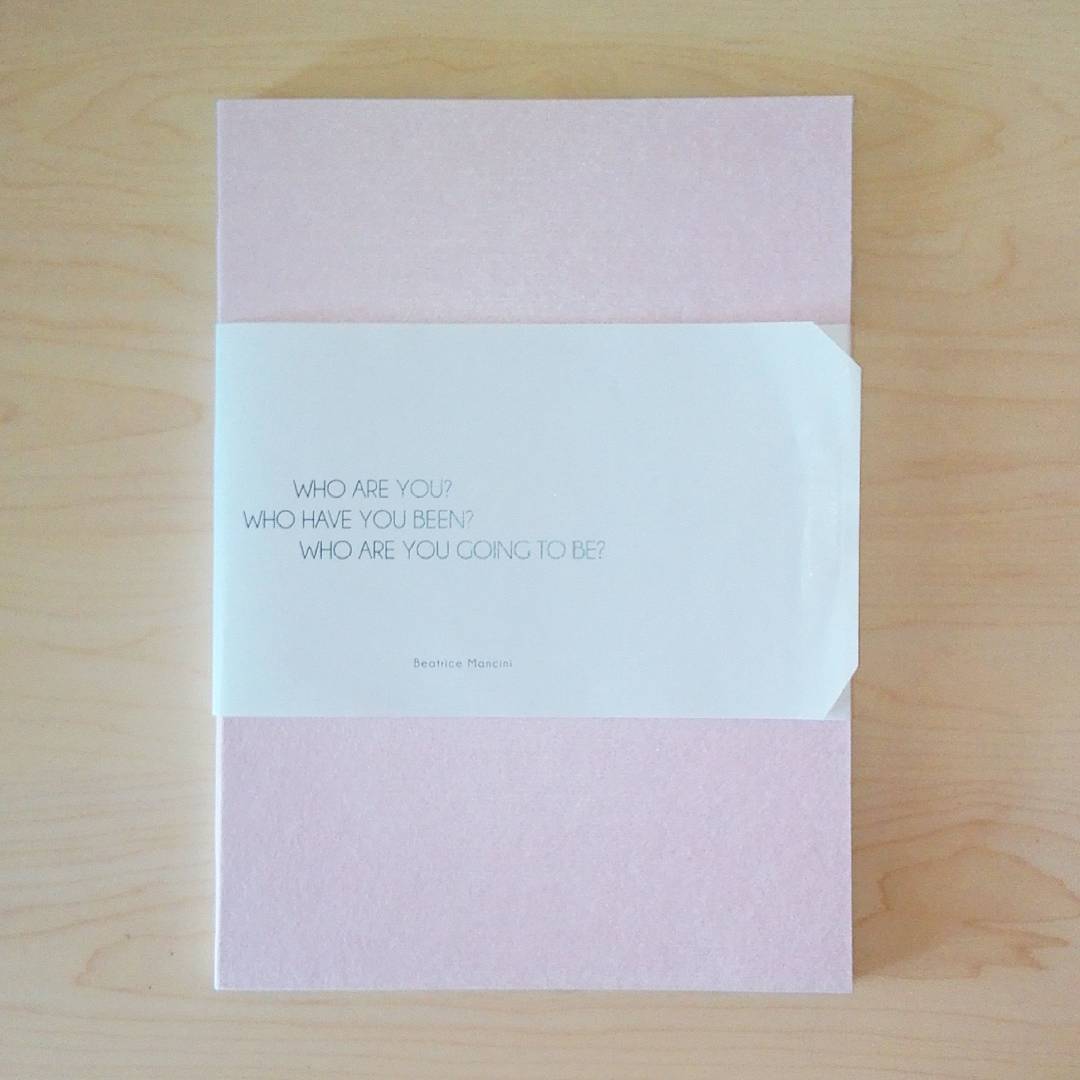 WHO ARE YOU?
WHO HAVE YOU BEEN?
WHO ARE YOU GOING TO BE?
Beatrice Mancini